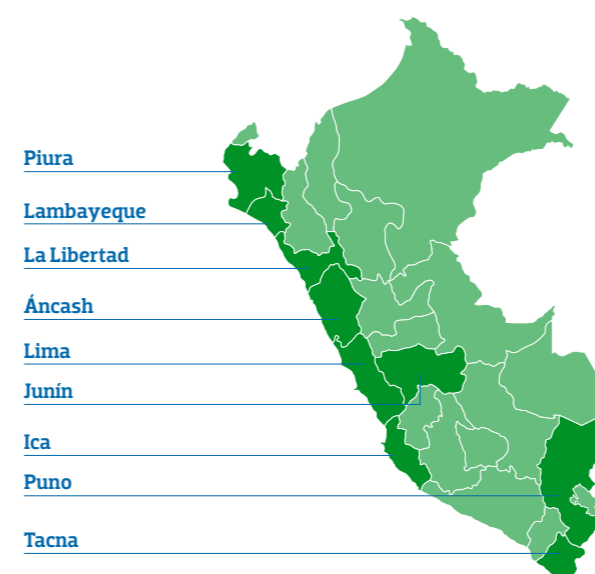 Piura
Lambayeque
La Libertad
Áncash
Lima
Junín
Ica
Puno
Tacna